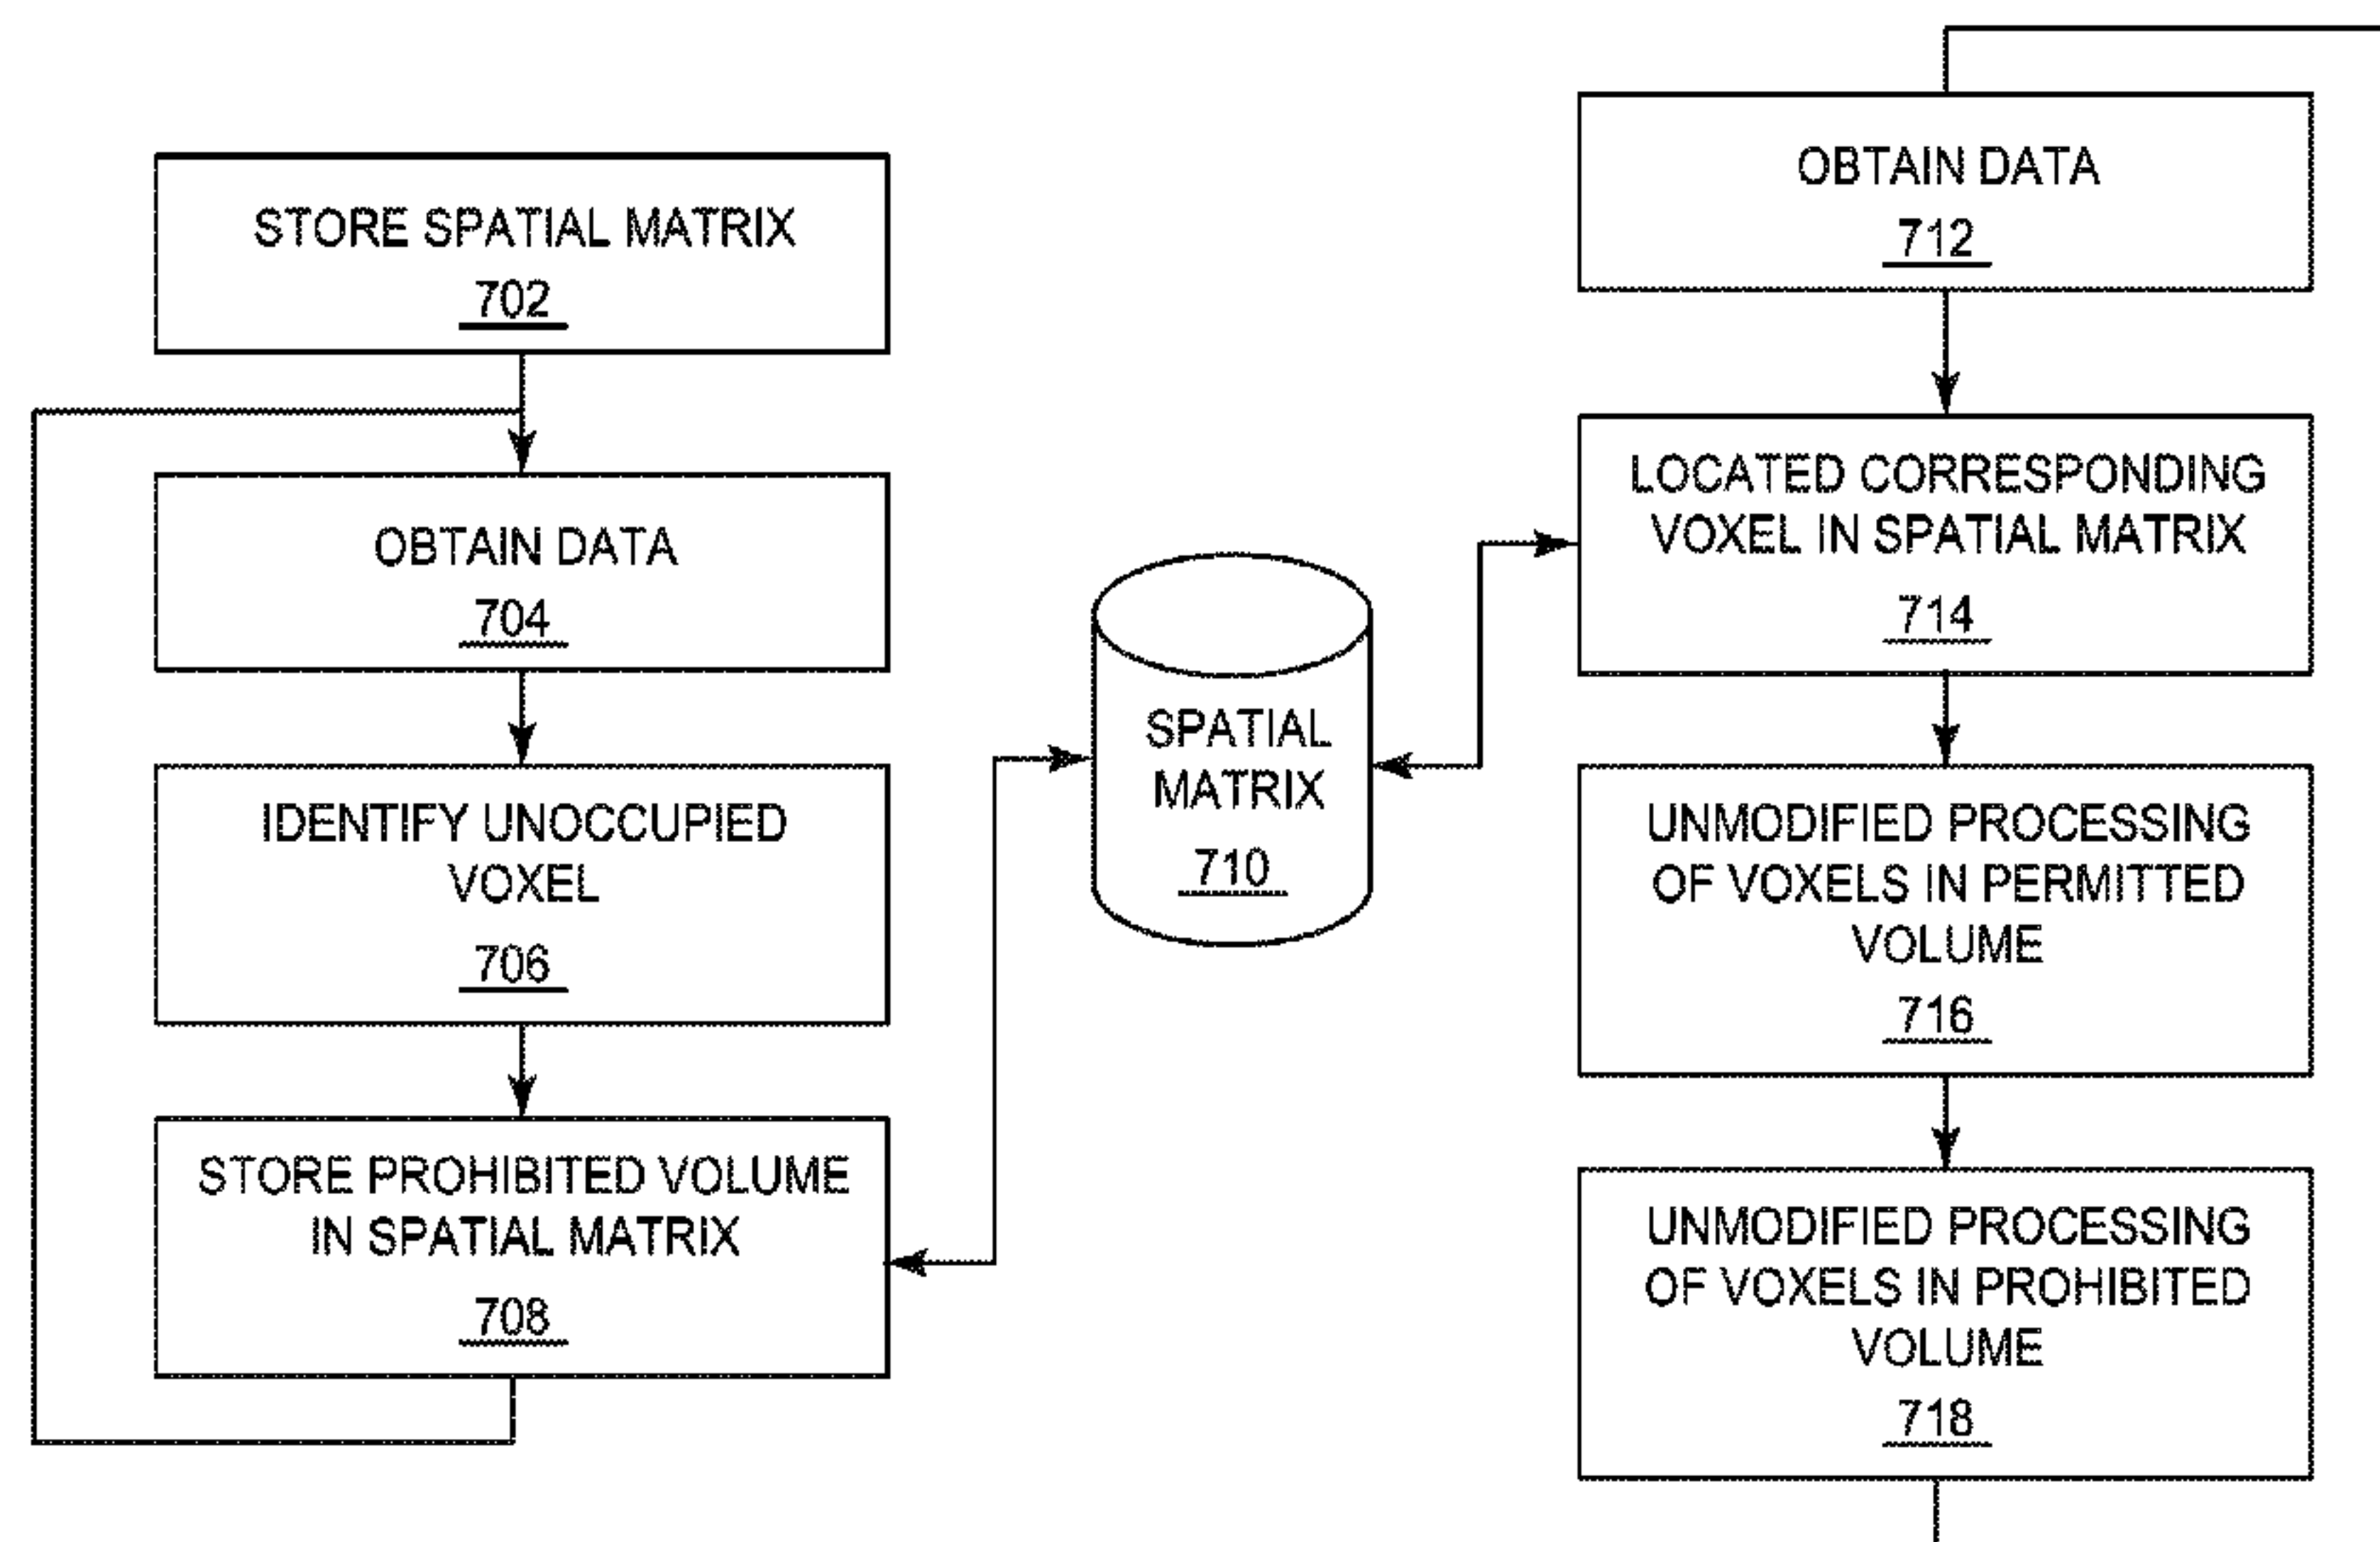 STORE SPATIAL MATRIX
702
OBTAIN DATA
704
IDENTIFY UNOCCUPIED
VOXEL
706
STORE PROHIBITED VOLUME
IN SPATIAL MATRIX
708
SPATIAL
MATRIX
710
OBTAIN DATA
712
LOCATED CORRESPONDING
VOXEL IN SPATIAL MATRIX
714
UNMODIFIED PROCESSING
OF VOXELS IN PERMITTED
VOLUME
716
UNMODIFIED PROCESSING
OF VOXELS IN PROHIBITED
VOLUME
718